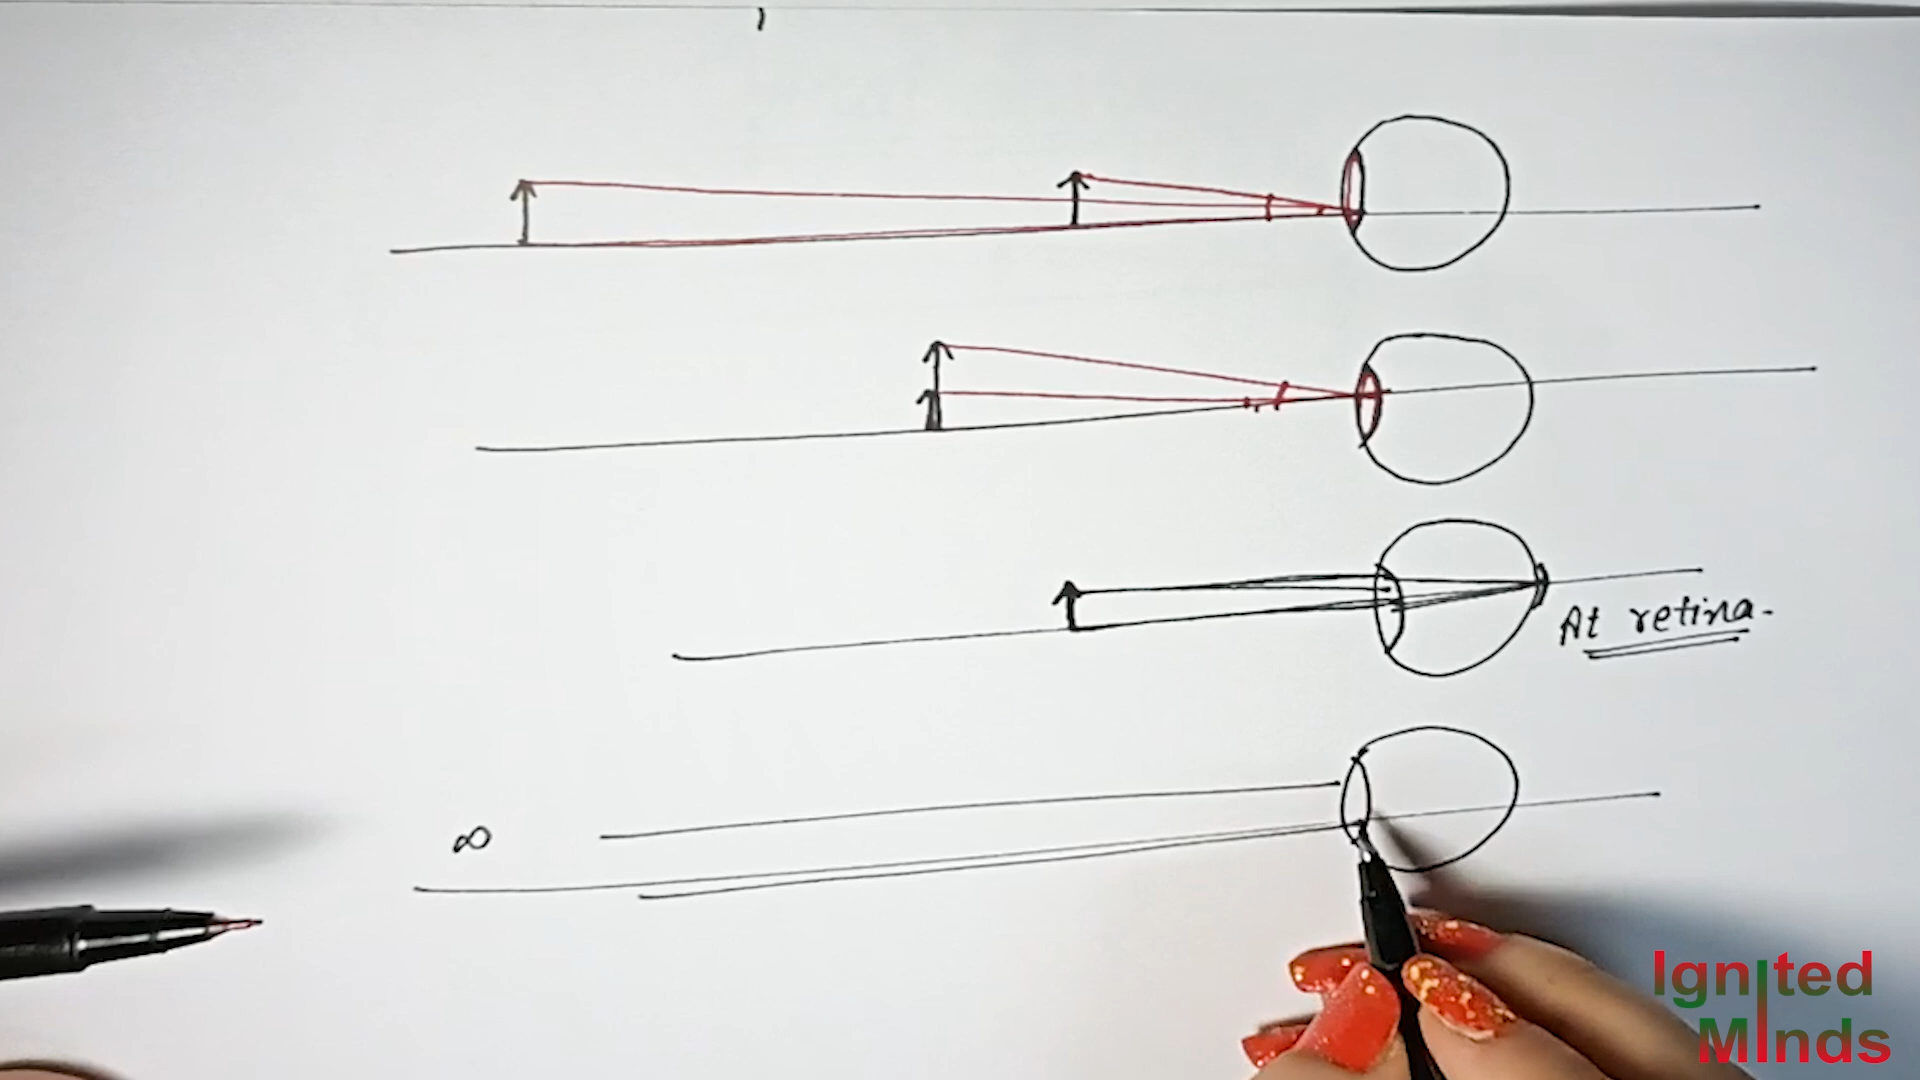 At retina.
∞
Ignited
Minds